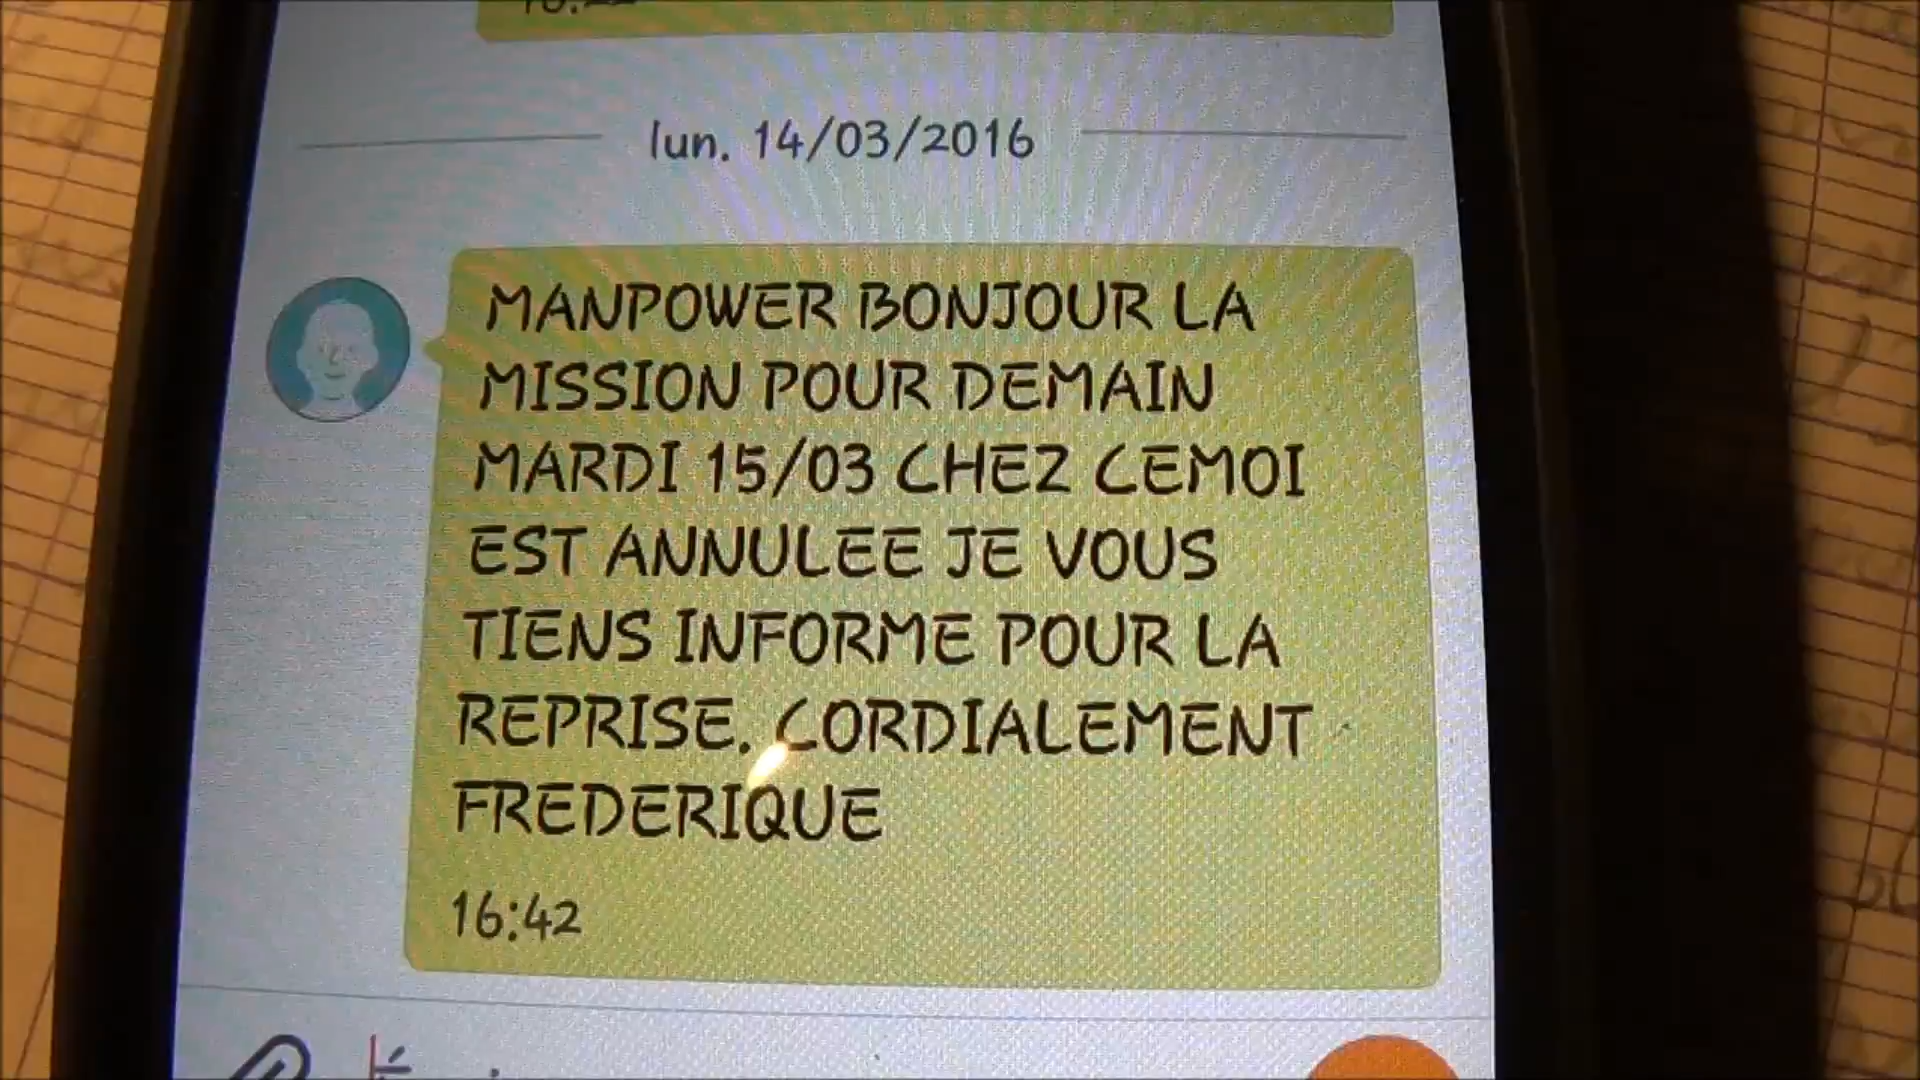 lun. 14/03/2016
MANPOWER BONJOUR LA
MISSION POUR DEMAIN
MARDI 15/03 CHEZ CEMOI
EST ANNULEE JE VOUS
TIENS INFORME POUR LA
REPRISE. CORDIALEMENT
FREDERIQUE
16:42